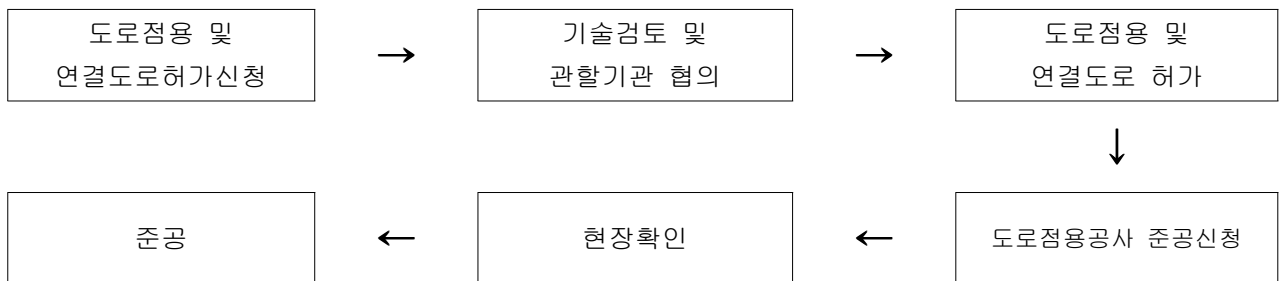 도로점용 및
연결도로허가신청
→
기술검토 및
관할기관 협의
→
도로점용 및
연결도로 허가
↓
도로점용공사 준공신청
←
현장확인
←
준공